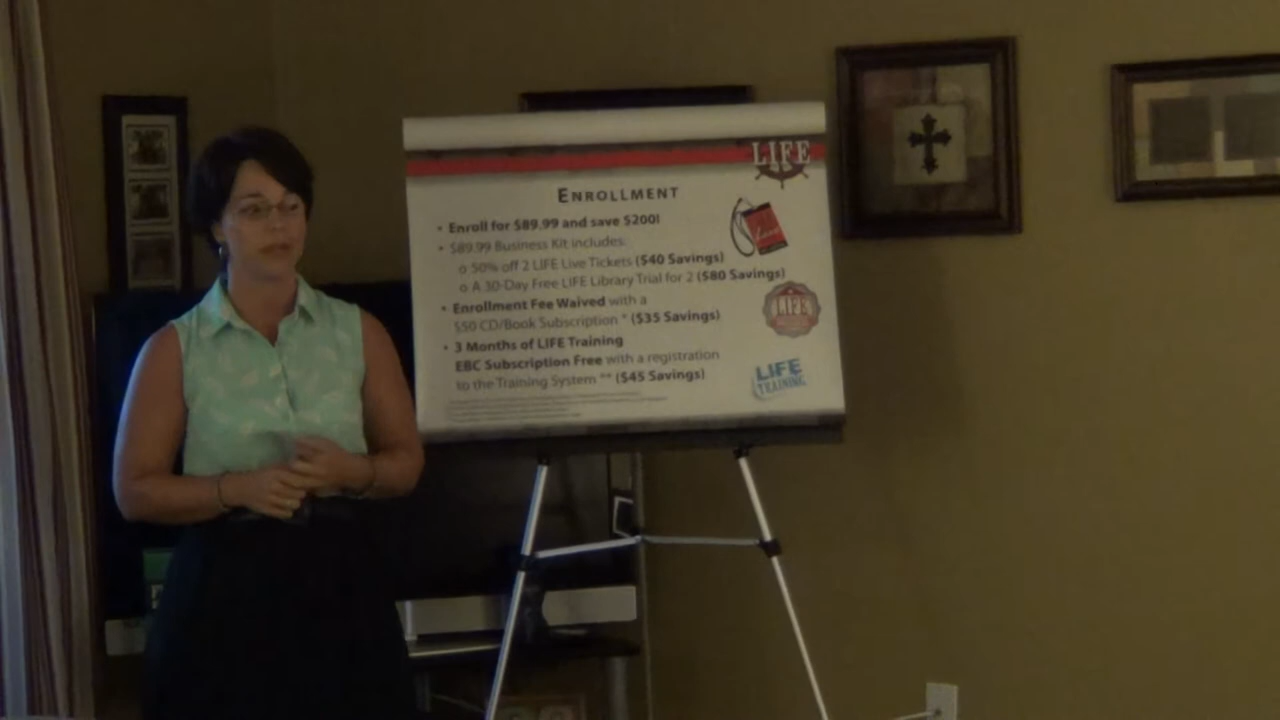 LIFE
ENROLLMENT
• Enroll for $89.99 and save $200!
• $89.99 Business Kit includes:
o 50% off 2 LIFE Live Tickets ($40 Savings)
o A 30-Day Free LIFE Library Trial for 2 ($80 Savings)
• Enrollment Fee Waived with a
$50 CD/Book Subscription * ($35 Savings)
• 3 Months of LIFE Training
EBC Subscription Free with a registration
to the Training System ** ($45 Savings)
Live
LIFE
LIFE
TRAINING